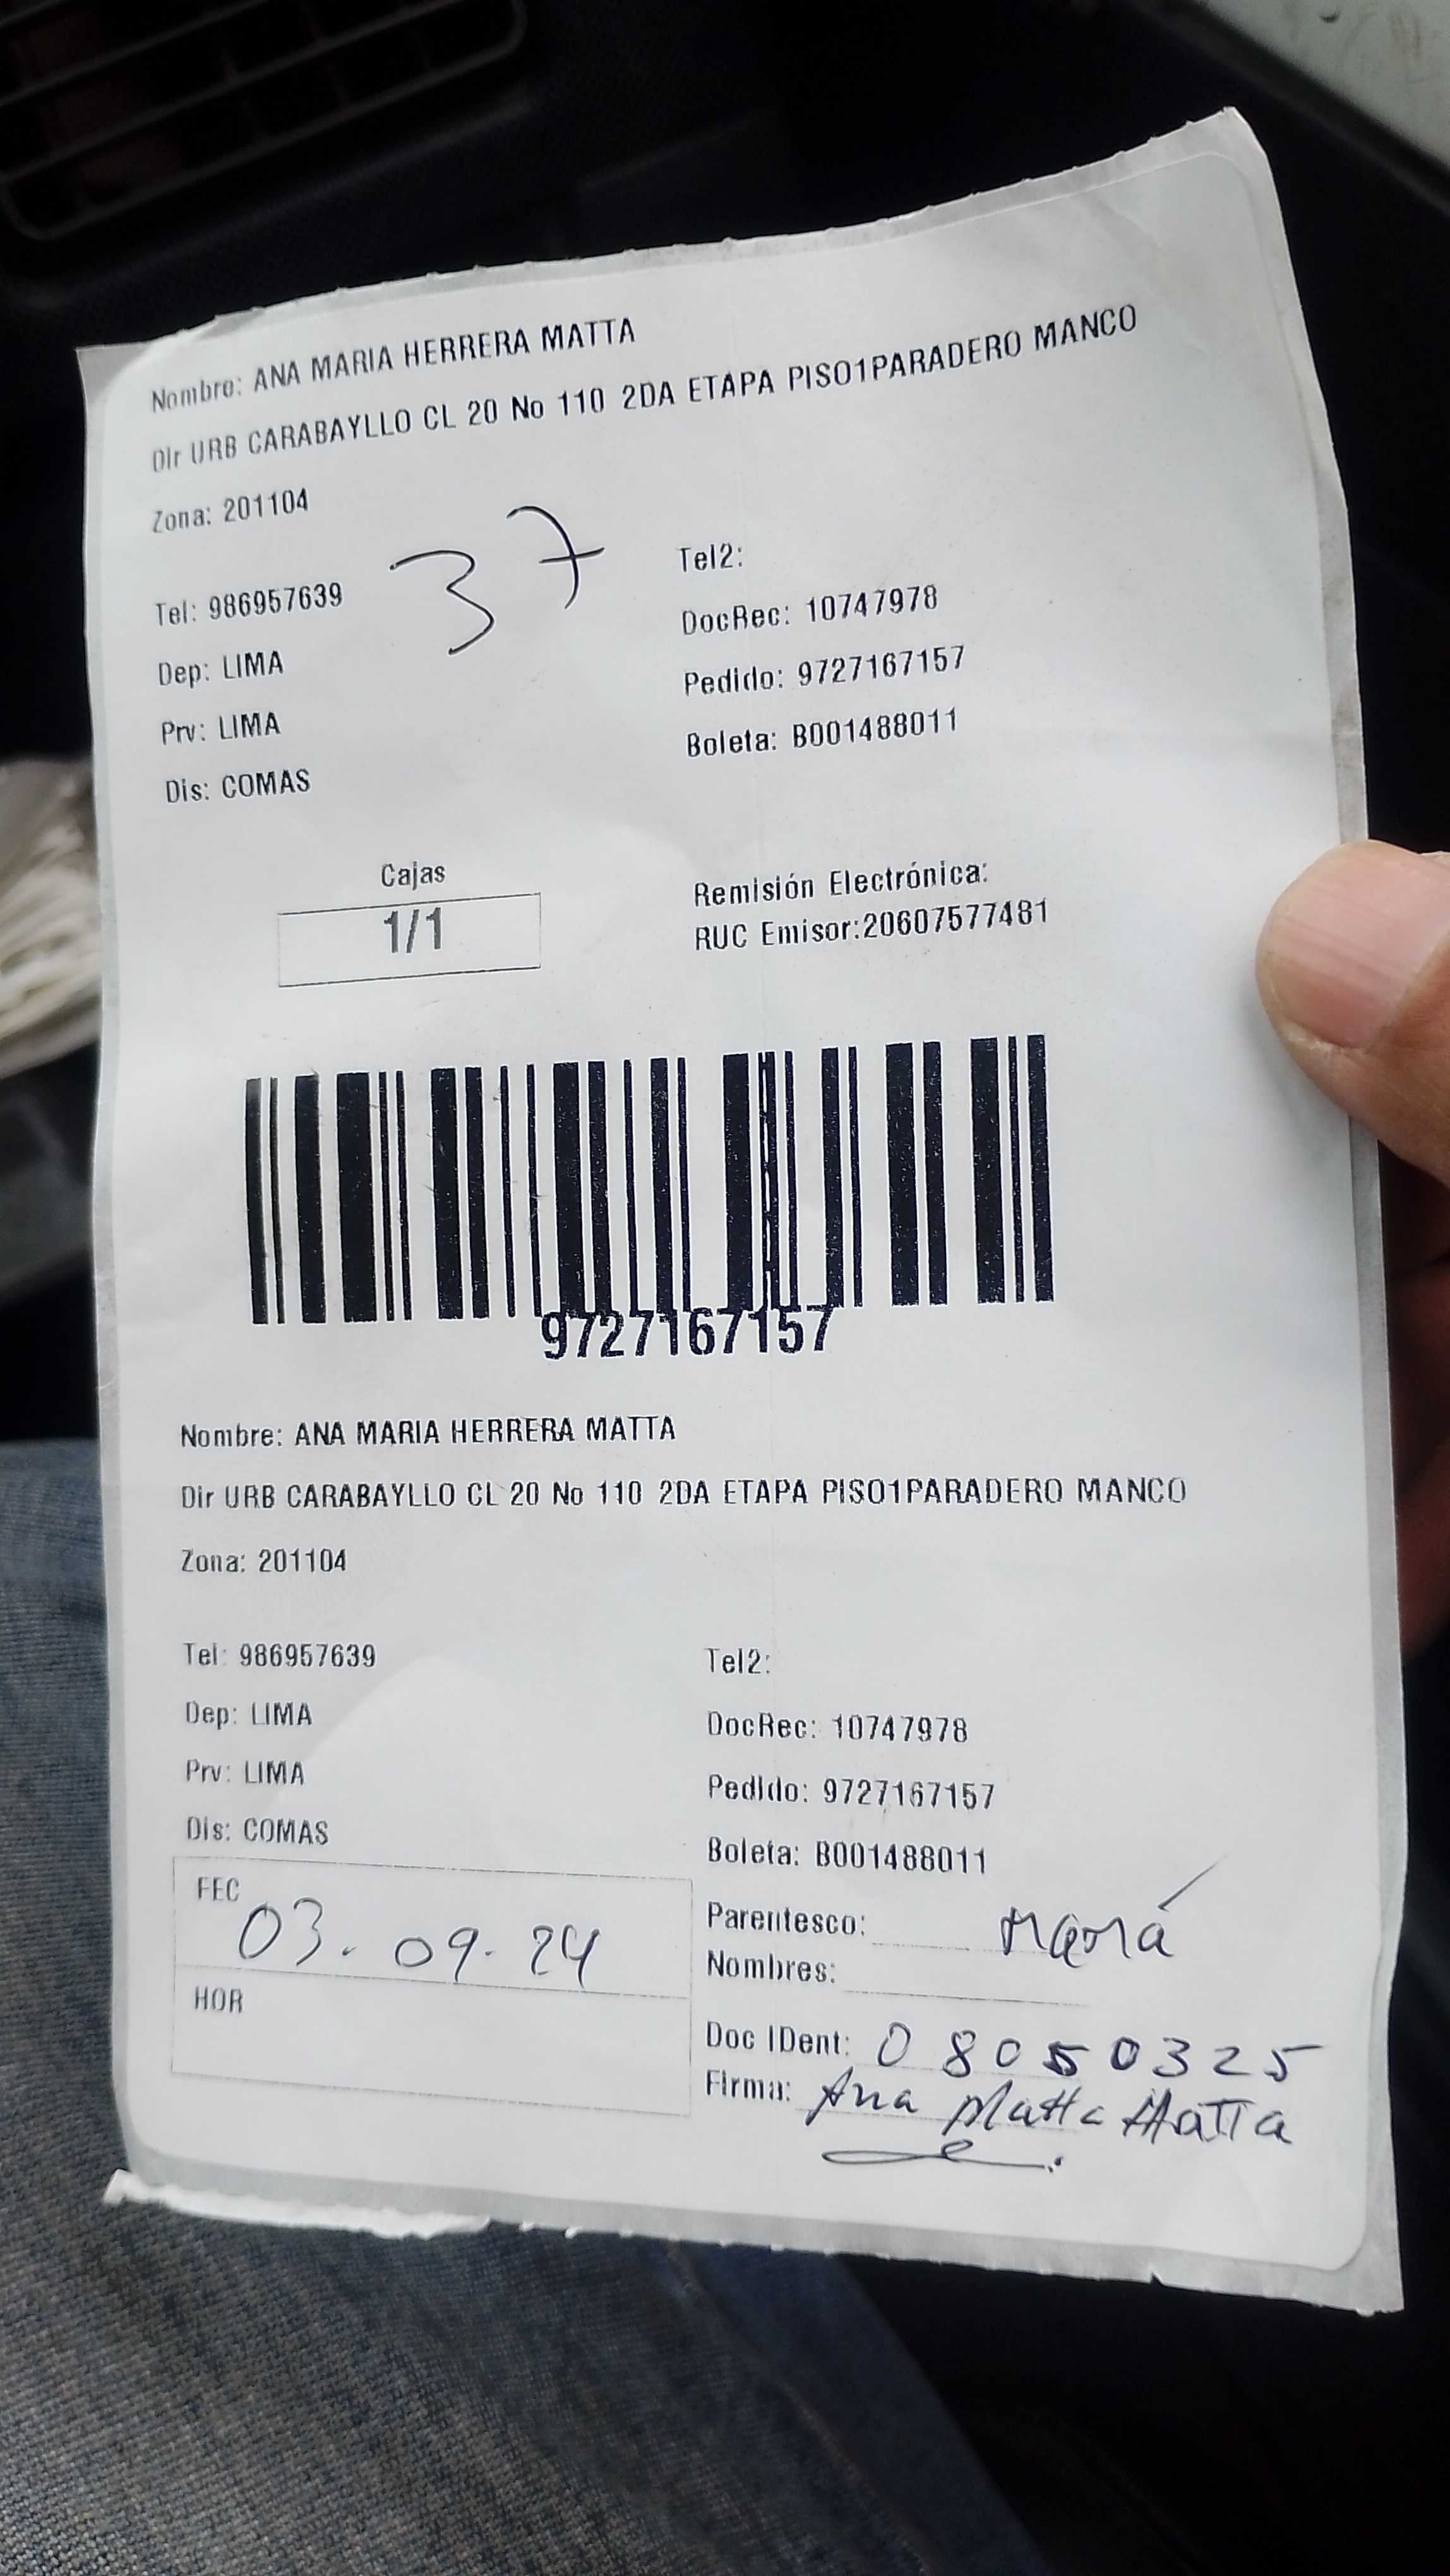 Nombre: ANA MARIA HERRERA MATTA
Dir URB CARABAYLLO CL 20 No 110 2DA ETAPA PISO1PARADERO MANCO
Zona: 201104
37
Tel: 986957639
Tel2:
Dep: LIMA
DocRec: 10747978
Prv: LIMA
Pedido: 9727167157
Dis: COMAS
Boleta: B001488011
Cajas
1/1
Remisión Electrónica:
RUC Emisor:20607577481
9727167157
Nombre: ANA MARIA HERRERA MATTA
Dir URB CARABAYLLO CL 20 No 110 2DA ETAPA PISO1PARADERO MANCO
Zona: 201104
Tel: 986957639
Tel2:
Dep: LIMA
DocRec: 10747978
Prv: LIMA
Pedido: 9727167157
Dis: COMAS
Boleta: B001488011
FEC 03.09.24
Parentesco: Mamá
Nombres:
HOR
Doc IDent: 08050325
Firma: Ana Matta Matta